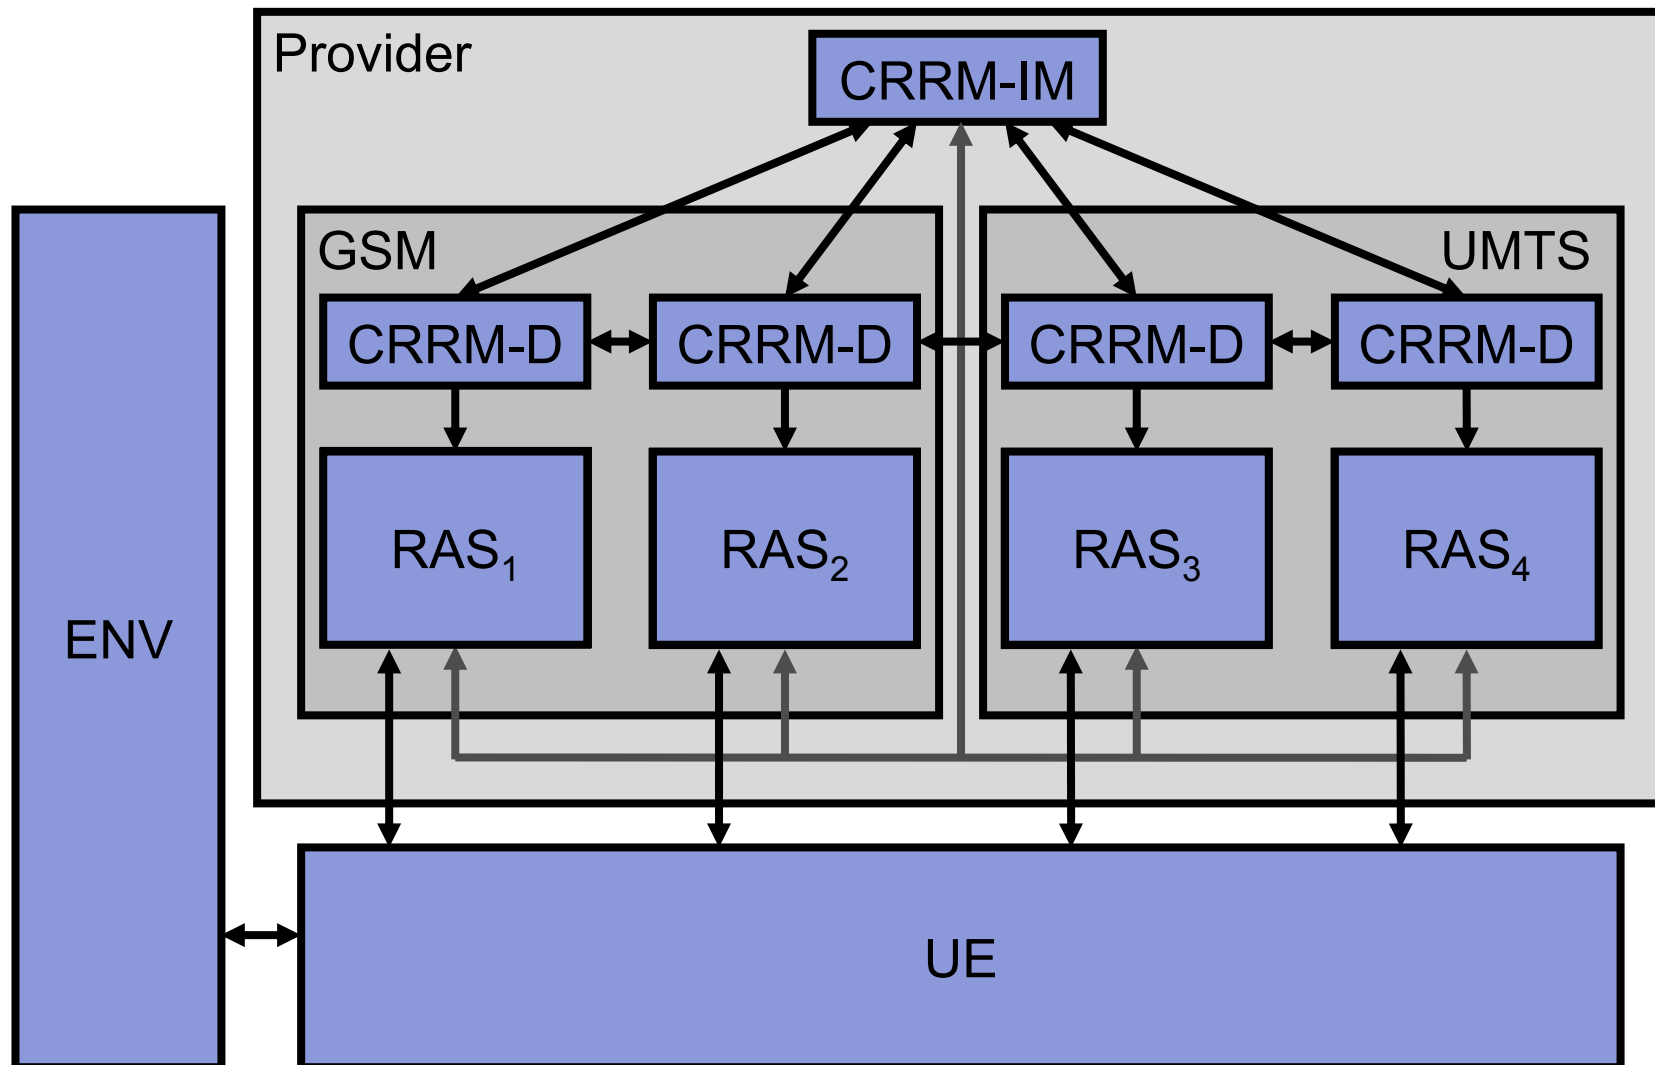 Provider
CRRM-IM
GSM
UMTS
CRRM-D
CRRM-D
CRRM-D
CRRM-D
RAS₁
RAS₂
RAS₃
RAS₄
ENV
UE